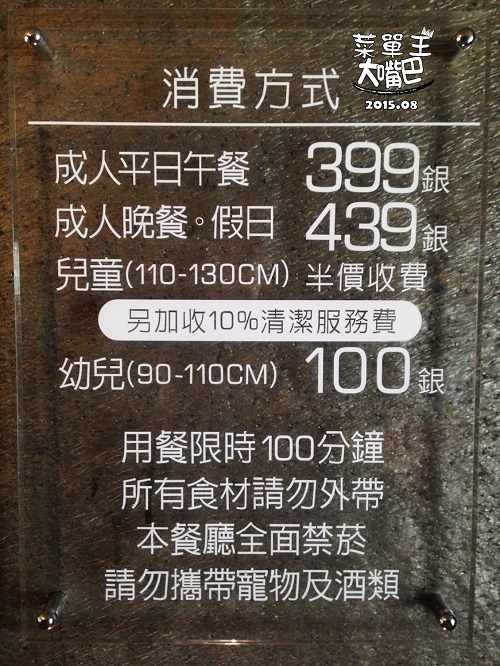 菜單王
大嘴巴
2015.08
消費方式
成人平日午餐 399銀
成人晚餐。假日 439銀
兒童(110-130CM) 半價收費
另加收10%清潔服務費
幼兒(90-110CM) 100銀
用餐限時100分鐘
所有食材請勿外帶
本餐廳全面禁菸
請勿攜帶寵物及酒類